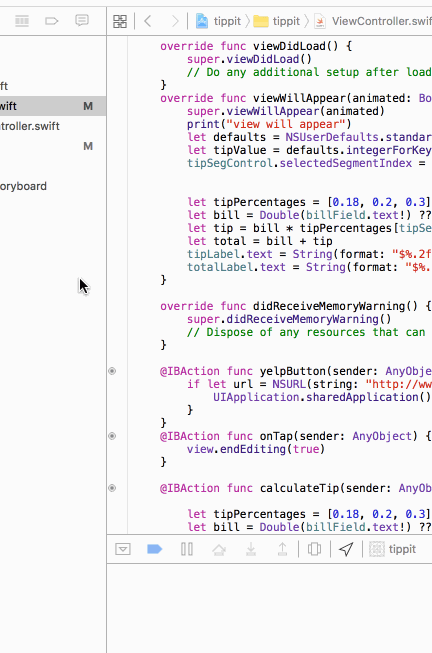 tippit
tippit
ViewController.swif
override func viewDidLoad() {
super.viewDidLoad()
// Do any additional setup after load
}
override func viewWillAppear(animated: Bo
super.viewWillAppear(animated)
print("view will appear")
let defaults = NSUserDefaults.standar
let tipValue = defaults.integerForKey
tipSegControl.selectedSegmentIndex =
let tipPercentages = [0.18, 0.2, 0.3]
let bill = Double(billField.text!) ??
let tip = bill * tipPercentages[tipSe
let total = bill + tip
tipLabel.text = String(format: "$%.2f
totalLabel.text = String(format: "$%.
}
override func didReceiveMemoryWarning() {
super.didReceiveMemoryWarning()
// Dispose of any resources that can
}
@IBAction func yelpButton(sender: AnyObje
if let url = NSURL(string: "http://ww
UIApplication.sharedApplication()
}
}
@IBAction func onTap(sender: AnyObject) {
view.endEditing(true)
}
@IBAction func calculateTip(sender: AnyOb
let tipPercentages = [0.18, 0.2, 0.3]
let bill = Double(billField.text!) ??
tippit
ft
wift M
troller.swift
M
oryboard